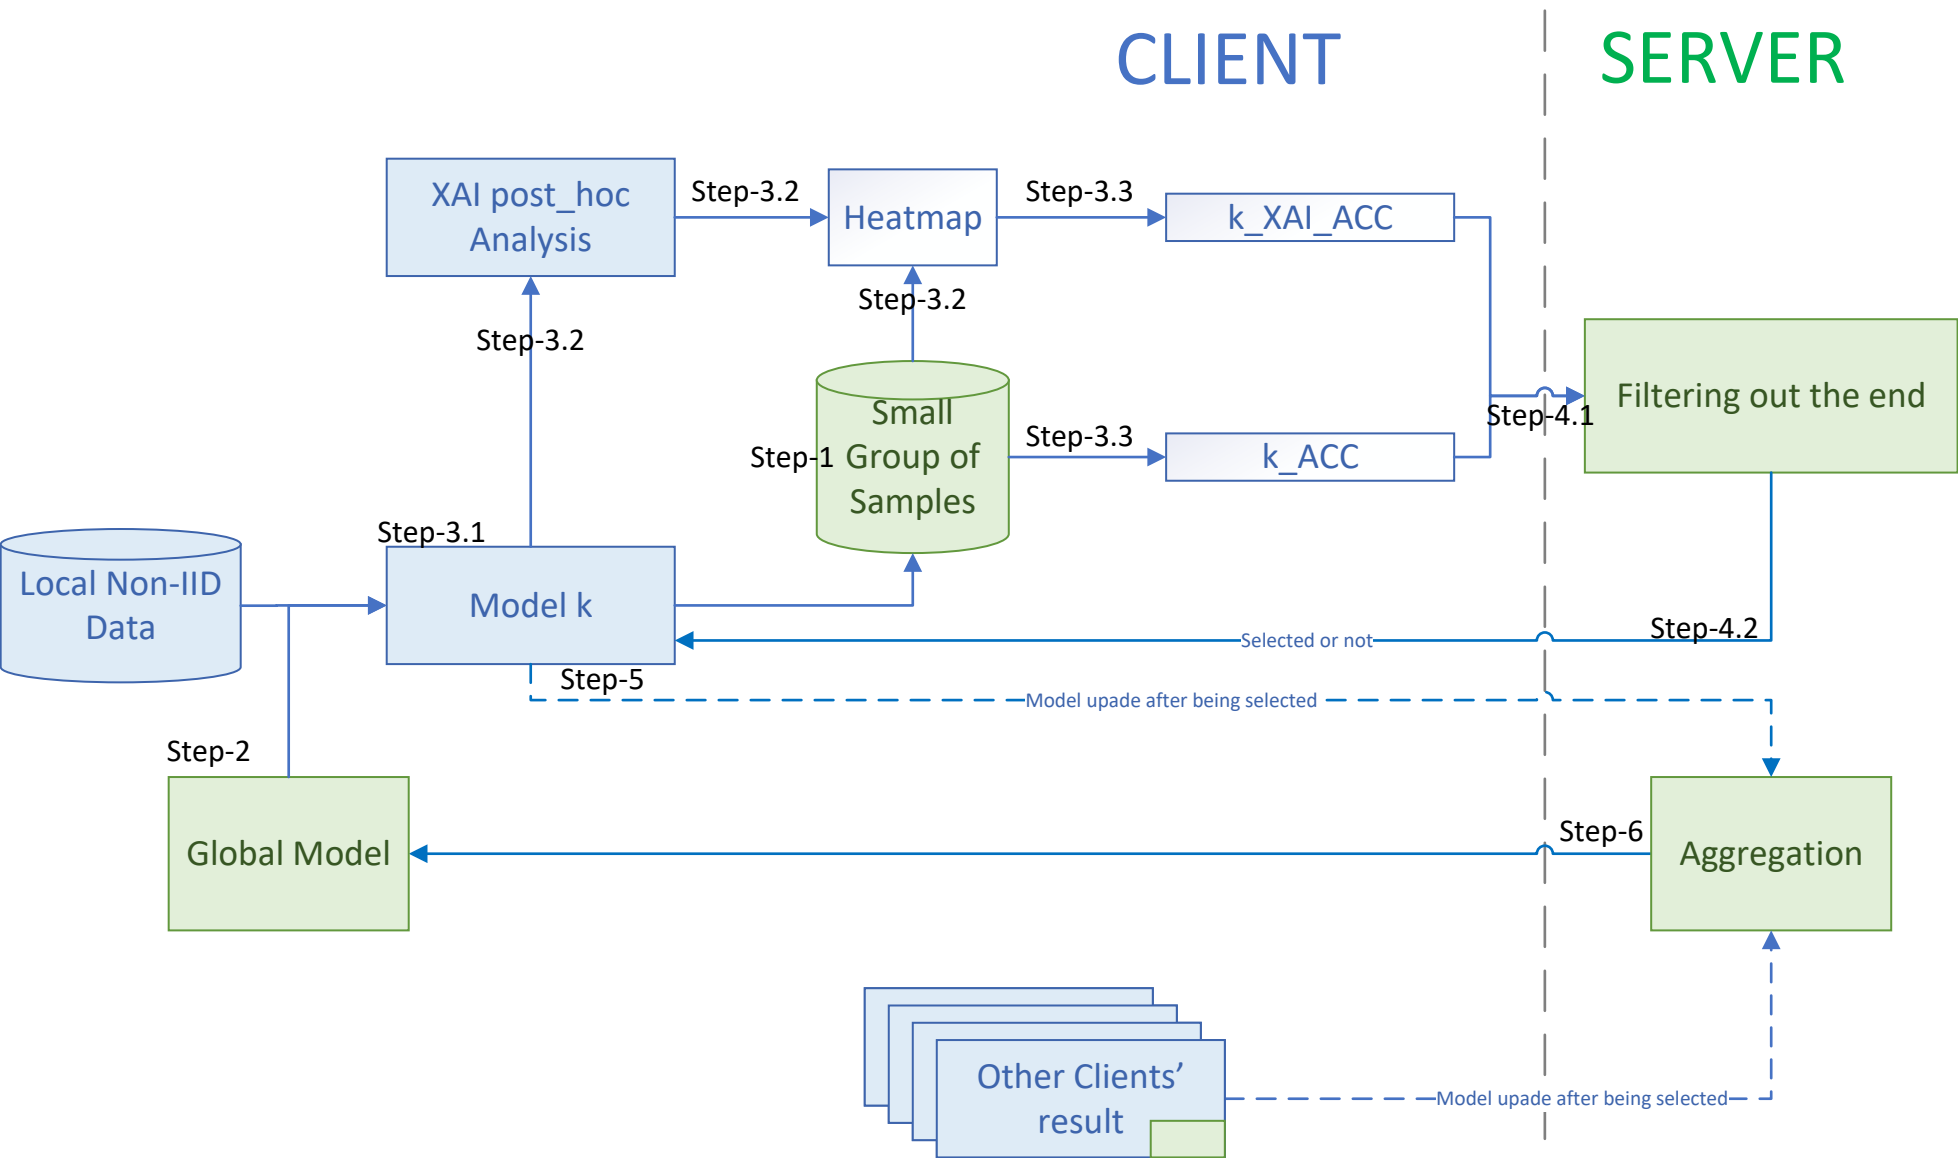 CLIENT
SERVER
XAI post_hoc
Analysis
Step-3.2
Heatmap
Step-3.3
k_XAI_ACC
Step-3.2
Step-3.2
Small
Group of
Samples
Step-1
Step-3.3
k_ACC
Step-4.1
Filtering out the end
Local Non-IID
Data
Step-3.1
Model k
Selected or not
Step-4.2
Step-5
Model upade after being selected
Step-2
Global Model
Step-6
Aggregation
Other Clients’
result
Model upade after being selected